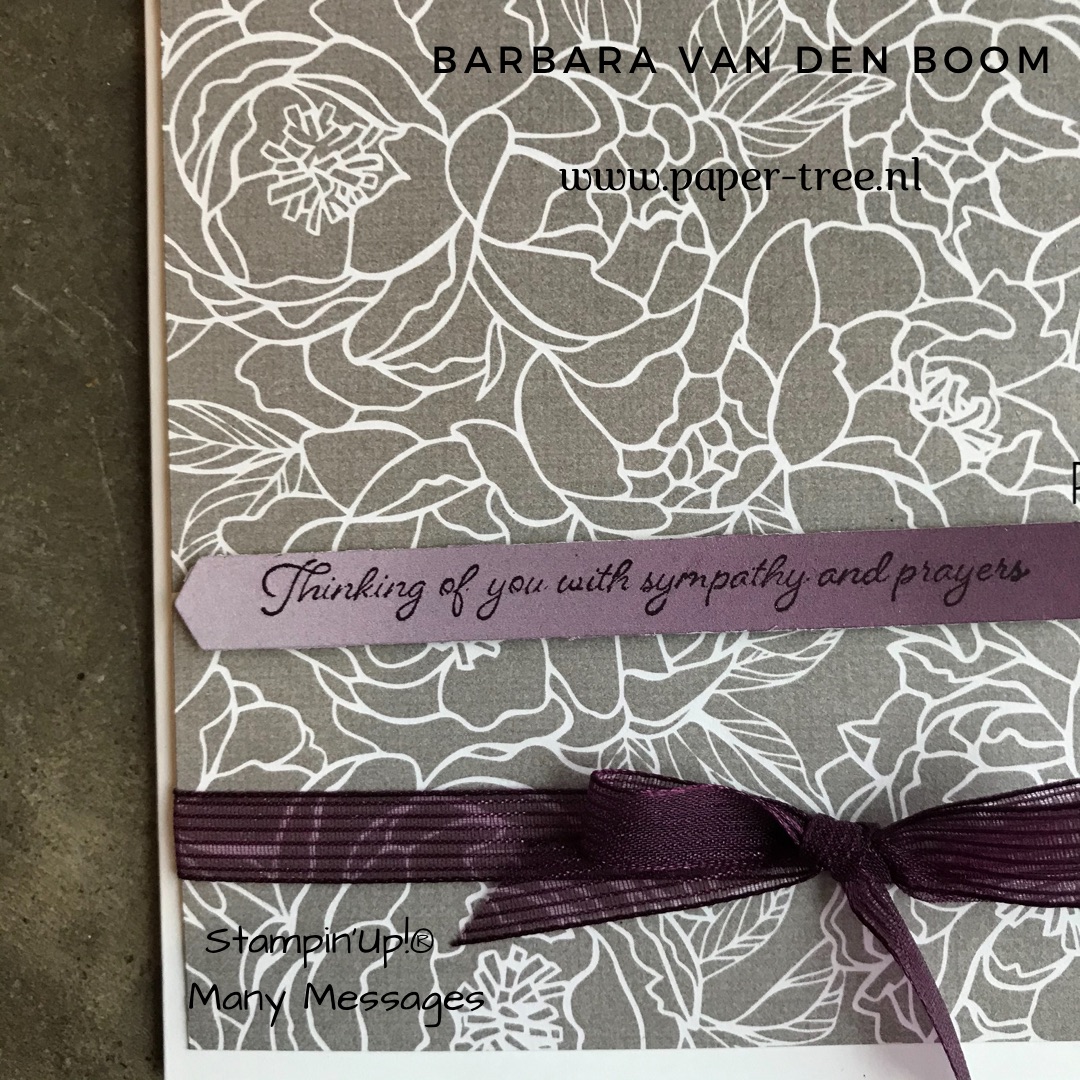 BARBARA VAN DEN BOOM
www.paper-tree.nl
Thinking of you with sympathy and prayers
Stampin'Up!®
Many Messages